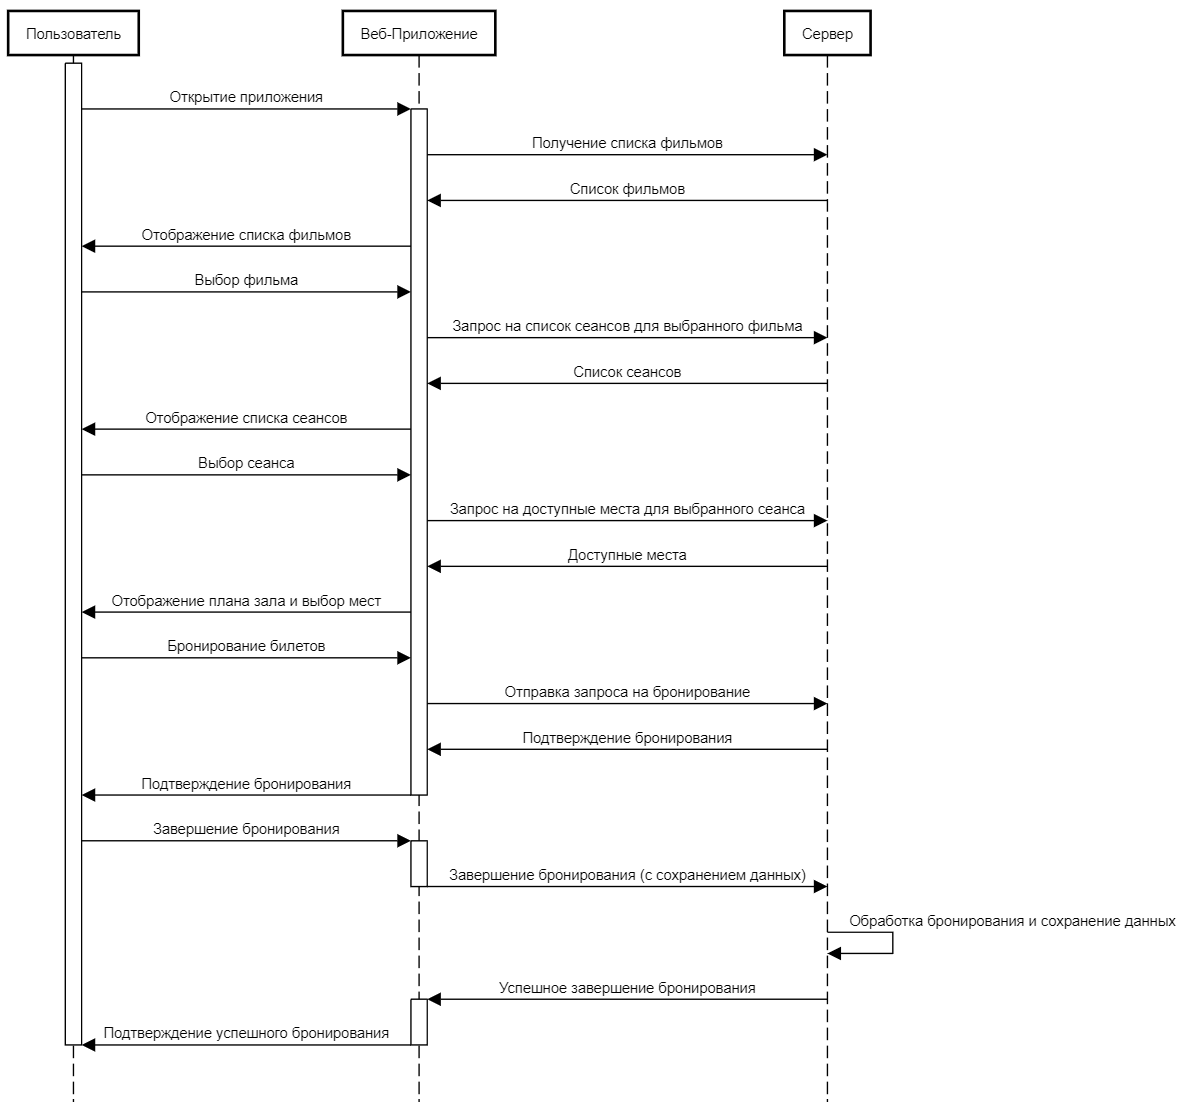 Пользователь
Веб-Приложение
Сервер
Открытие приложения
Получение списка фильмов
Список фильмов
Отображение списка фильмов
Выбор фильма
Запрос на список сеансов для выбранного фильма
Список сеансов
Отображение списка сеансов
Выбор сеанса
Запрос на доступные места для выбранного сеанса
Доступные места
Отображение плана зала и выбор мест
Бронирование билетов
Отправка запроса на бронирование
Подтверждение бронирования
Подтверждение бронирования
Завершение бронирования
Завершение бронирования (с сохранением данных)
Обработка бронирования и сохранение данных
Успешное завершение бронирования
Подтверждение успешного бронирования